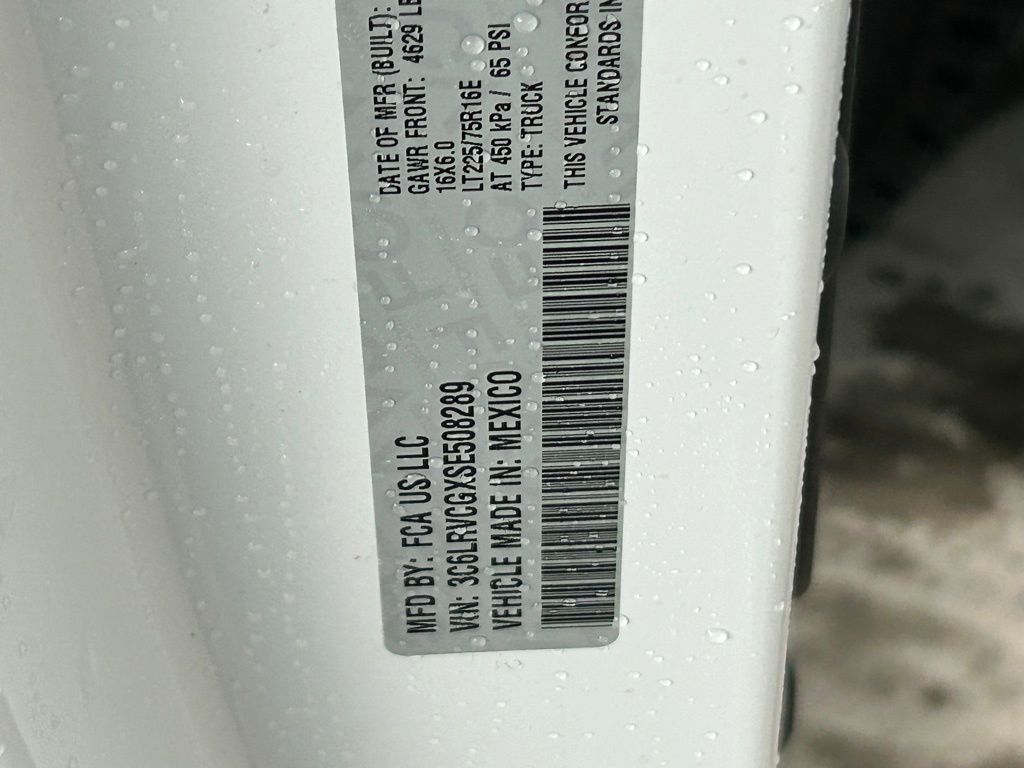 MFD BY: FCA US LLC
VIN: 3C6LRVCGXSE508289
VEHICLE MADE IN: MEXICO
DATE OF MFR (BUILT):
GAWR FRONT: 4629 LB
16X6.0
LT225/75R16E
AT 450 kPa / 65 PSI
TYPE: TRUCK
THIS VEHICLE CONFOR
STANDARDS IN